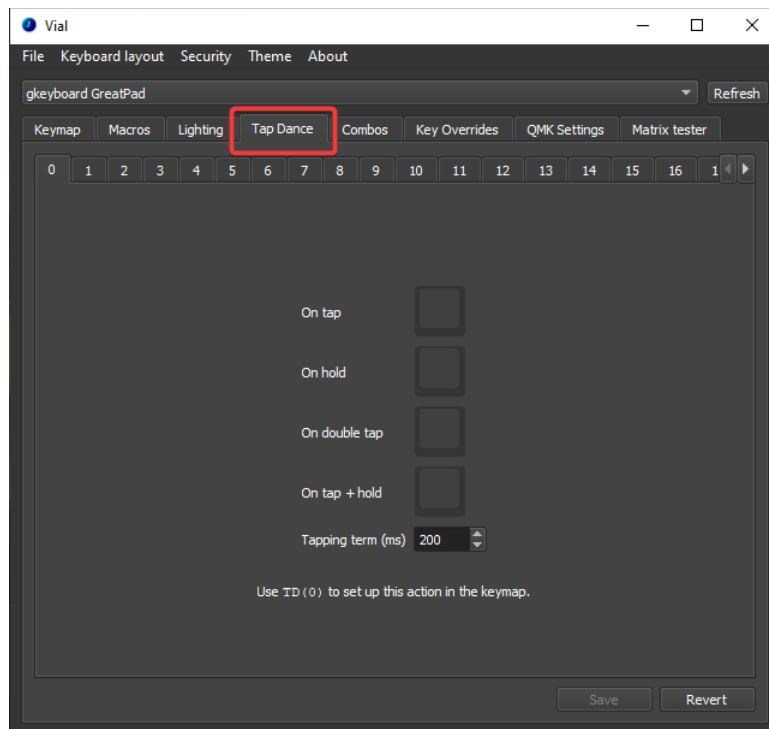 Vial
File Keyboard layout Security Theme About
gkeyboard GreatPad Refresh
Keymap Macros Lighting Tap Dance Combos Key Overrides QMK Settings Matrix tester
0 1 2 3 4 5 6 7 8 9 10 11 12 13 14 15 16 1
On tap
On hold
On double tap
On tap + hold
Tapping term (ms) 200
Use TD(0) to set up this action in the keymap.
Save Revert